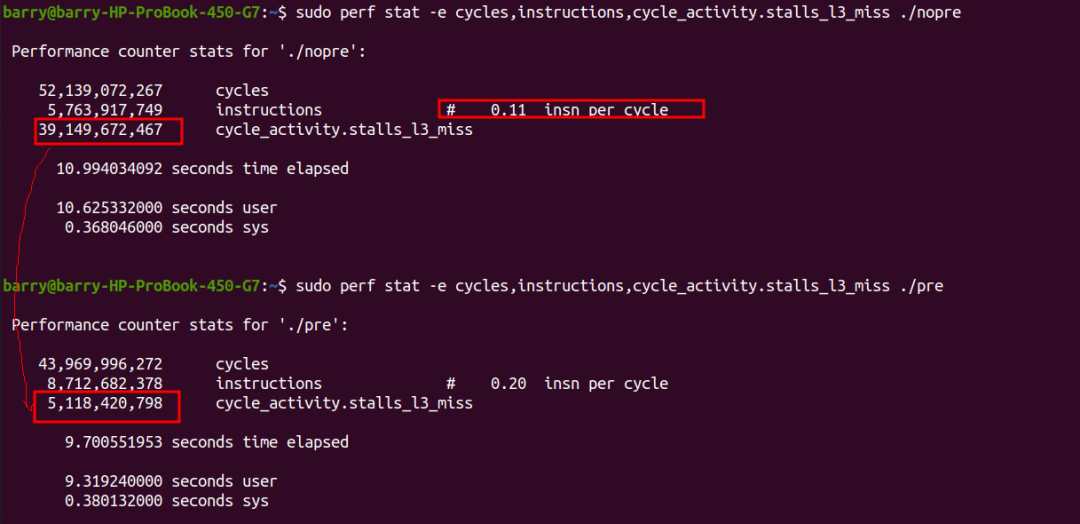 barry@barry-HP-ProBook-450-G7:~$ sudo perf stat -e cycles,instructions,cycle_activity.stalls_l3_miss ./nopre
Performance counter stats for './nopre':
52,139,072,267 cycles
5,763,917,749 instructions # 0.11 insn per cycle
39,149,672,467 cycle_activity.stalls_l3_miss
10.994034092 seconds time elapsed
10.625332000 seconds user
0.368046000 seconds sys
barry@barry-HP-ProBook-450-G7:~$ sudo perf stat -e cycles,instructions,cycle_activity.stalls_l3_miss ./pre
Performance counter stats for './pre':
43,969,996,272 cycles
8,712,682,378 instructions # 0.20 insn per cycle
5,118,420,798 cycle_activity.stalls_l3_miss
9.700551953 seconds time elapsed
9.319240000 seconds user
0.380132000 seconds sys